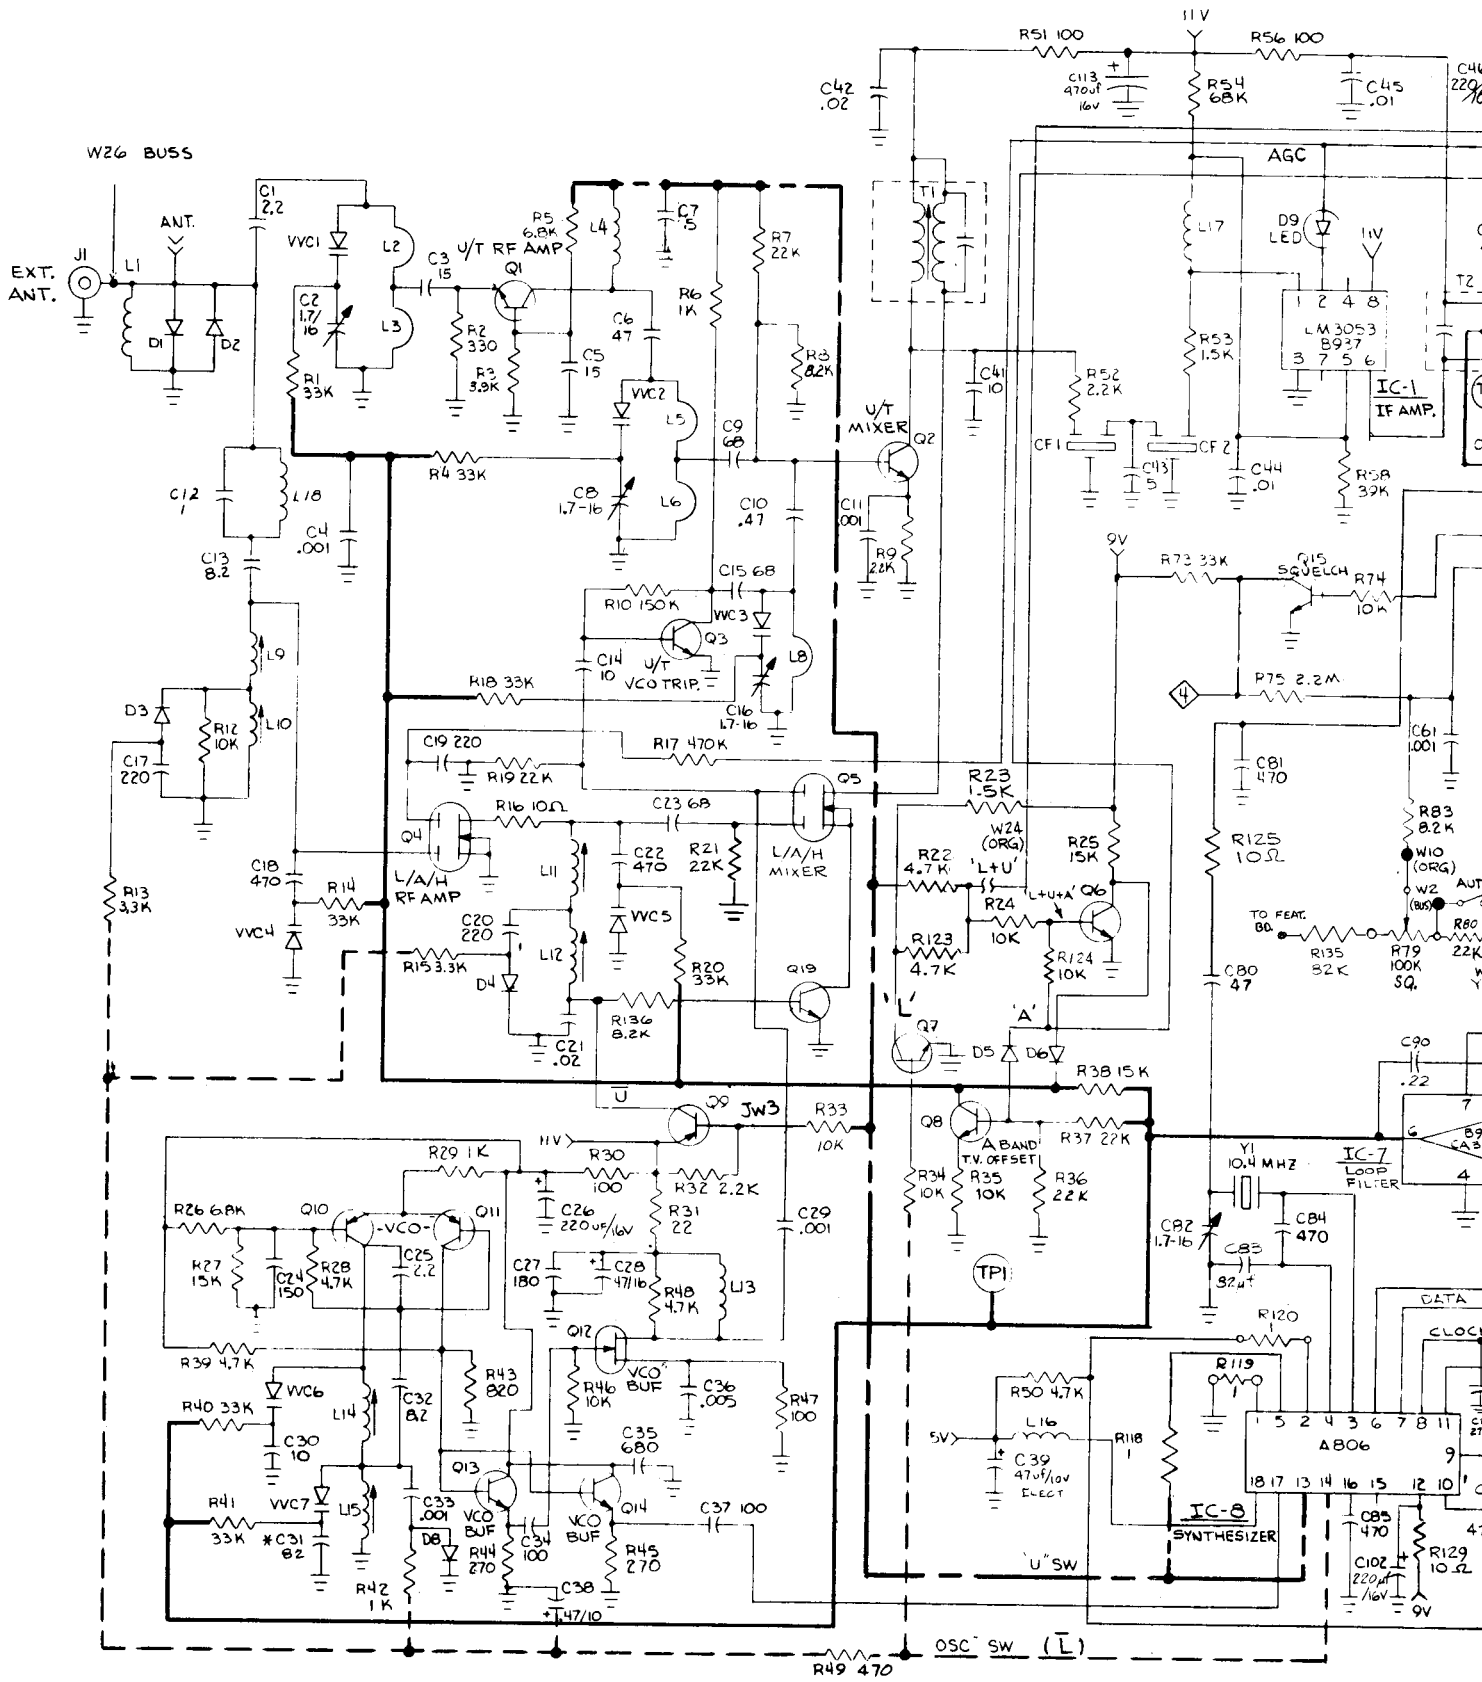 11V
R51 100
R56 100
C42
.02
C113
470uf
16V
R54
68K
C45
.01
C46
W26 BUSS
AGC
C1
2.2
ANT.
VVC1
L2
R5
6.8K
L4
C7
.5
R7
22K
T1
L17
D9
LED
11V
U/T RF AMP
Q1
C3
15
J1
L1
EXT.
ANT.
T2
R6
1K
C2
1.7/
16
L3
R2
330
C6
47
D1
D2
1 2 4 8
LM3053
B937
3 7 5 6
R3
3.9K
C5
15
R8
8.2K
R53
1.5K
R1
33K
VVC2
C41
10
R52
2.2K
IC-1
IF AMP.
L5
U/T
MIXER
C9
68
Q2
CF1
CF2
R4 33K
C8
1.7-16
L6
C43
5
C44
.01
R58
39K
C12
1
L18
C10
.47
C11
.001
C4
.001
R9
2.2K
9V
C13
8.2
R73 33K
Q15
SQUELCH
R74
10K
C15 68
R10 150K
VVC3
Q3
L9
C14
10
U/T
VCO TRIP.
L8
R18 33K
R75 2.2M
4
D3
R12
10K
L10
C16
1.7-16
C17
220
C19 220
R17 470K
C61
.001
R19 22K
C81
470
Q5
R23
1.5K
R16 10Ω
C23 68
R83
8.2K
Q4
W24
(ORG)
R25
15K
R125
10Ω
W10
(ORG)
L/A/H
RF AMP
L11
C22
470
R21
22K
L/A/H
MIXER
R22
4.7K
'L+U'
C18
470
R14
33K
R13
3.3K
L+U+A'
Q6
W2
(BUS)
R24
10K
C20
220
VVC5
TO FEAT.
BD.
VVC4
R123
4.7K
R80
22K
L12
R15 3.3K
R20
33K
Q19
R124
10K
R135
82K
R79
100K
SQ.
D4
C80
47
R136
8.2K
'L'
'A'
C21
.02
Q7
D5
D6
C90
.22
R38 15K
U
Q9
JW3
R33
10K
Q8
R37 22K
7
6
4
11V
A BAND
T.V. OFFSET
Y1
10.4 MHZ
IC-7
LOOP
FILTER
R29 1K
R30
100
R32 2.2K
R34
10K
R35
10K
R36
22K
R26 6.8K
Q10
-VCO-
Q11
C26
220uf/16V
R31
22
C29
.001
C82
1.7-16
C84
470
R27
15K
C24
150
R28
4.7K
C25
2.2
C27
180
C28
47/16
C83
82μf
TP1
L13
R48
4.7K
DATA
R120
1
Q12
R39 4.7K
VCO
BUF
R119
1
R43
820
R46
10K
C36
.005
R47
100
R50 4.7K
VVC6
L14
C32
8.2
R40 33K
L16
1 5 2 4 3 6 7 8 11
C35
680
5V
R118
1
A806
C30
10
C39
47uf/10V
ELECT
9
Q13
18 17 13 14 16 15 12 10
R41
33K
VVC7
L15
C33
.001
Q14
C37 100
*C31
82
VCO
BUF
VCO
BUF
IC-8
SYNTHESIZER
C85
470
D8
C34
100
R44
270
R45
270
R129
10Ω
"U" SW
C102
220μf
/16V
R42
1K
C38
.47/10
9V
OSC SW (L̅)
R49 470